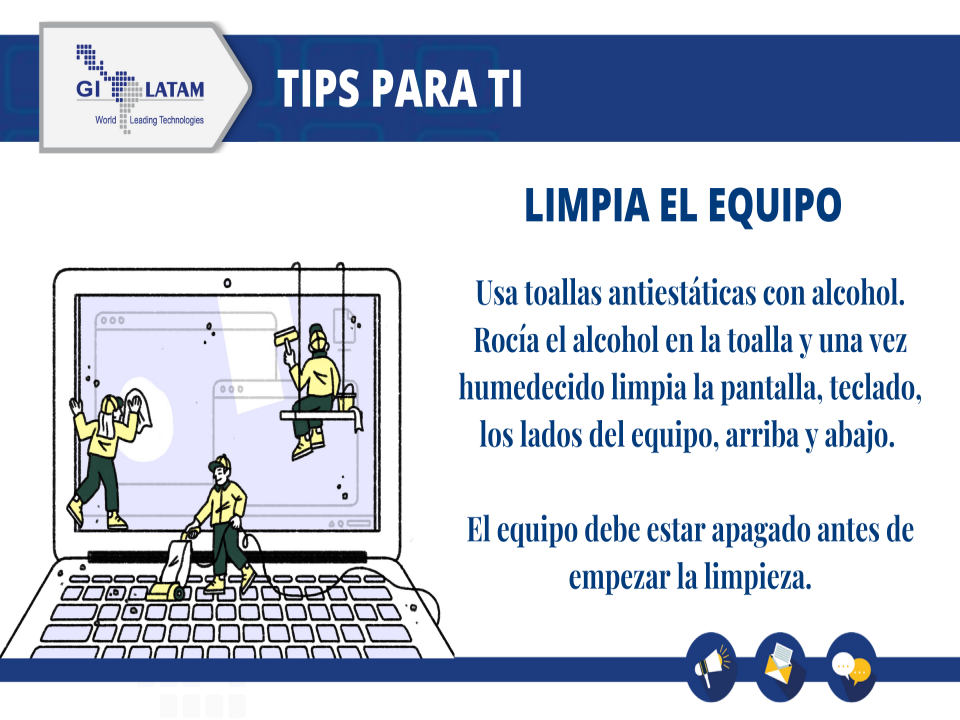 GI LATAM
World Leading Technologies
TIPS PARA TI
LIMPIA EL EQUIPO
Usa toallas antiestáticas con alcohol.
Rocía el alcohol en la toalla y una vez
humedecido limpia la pantalla, teclado,
los lados del equipo, arriba y abajo.
El equipo debe estar apagado antes de
empezar la limpieza.